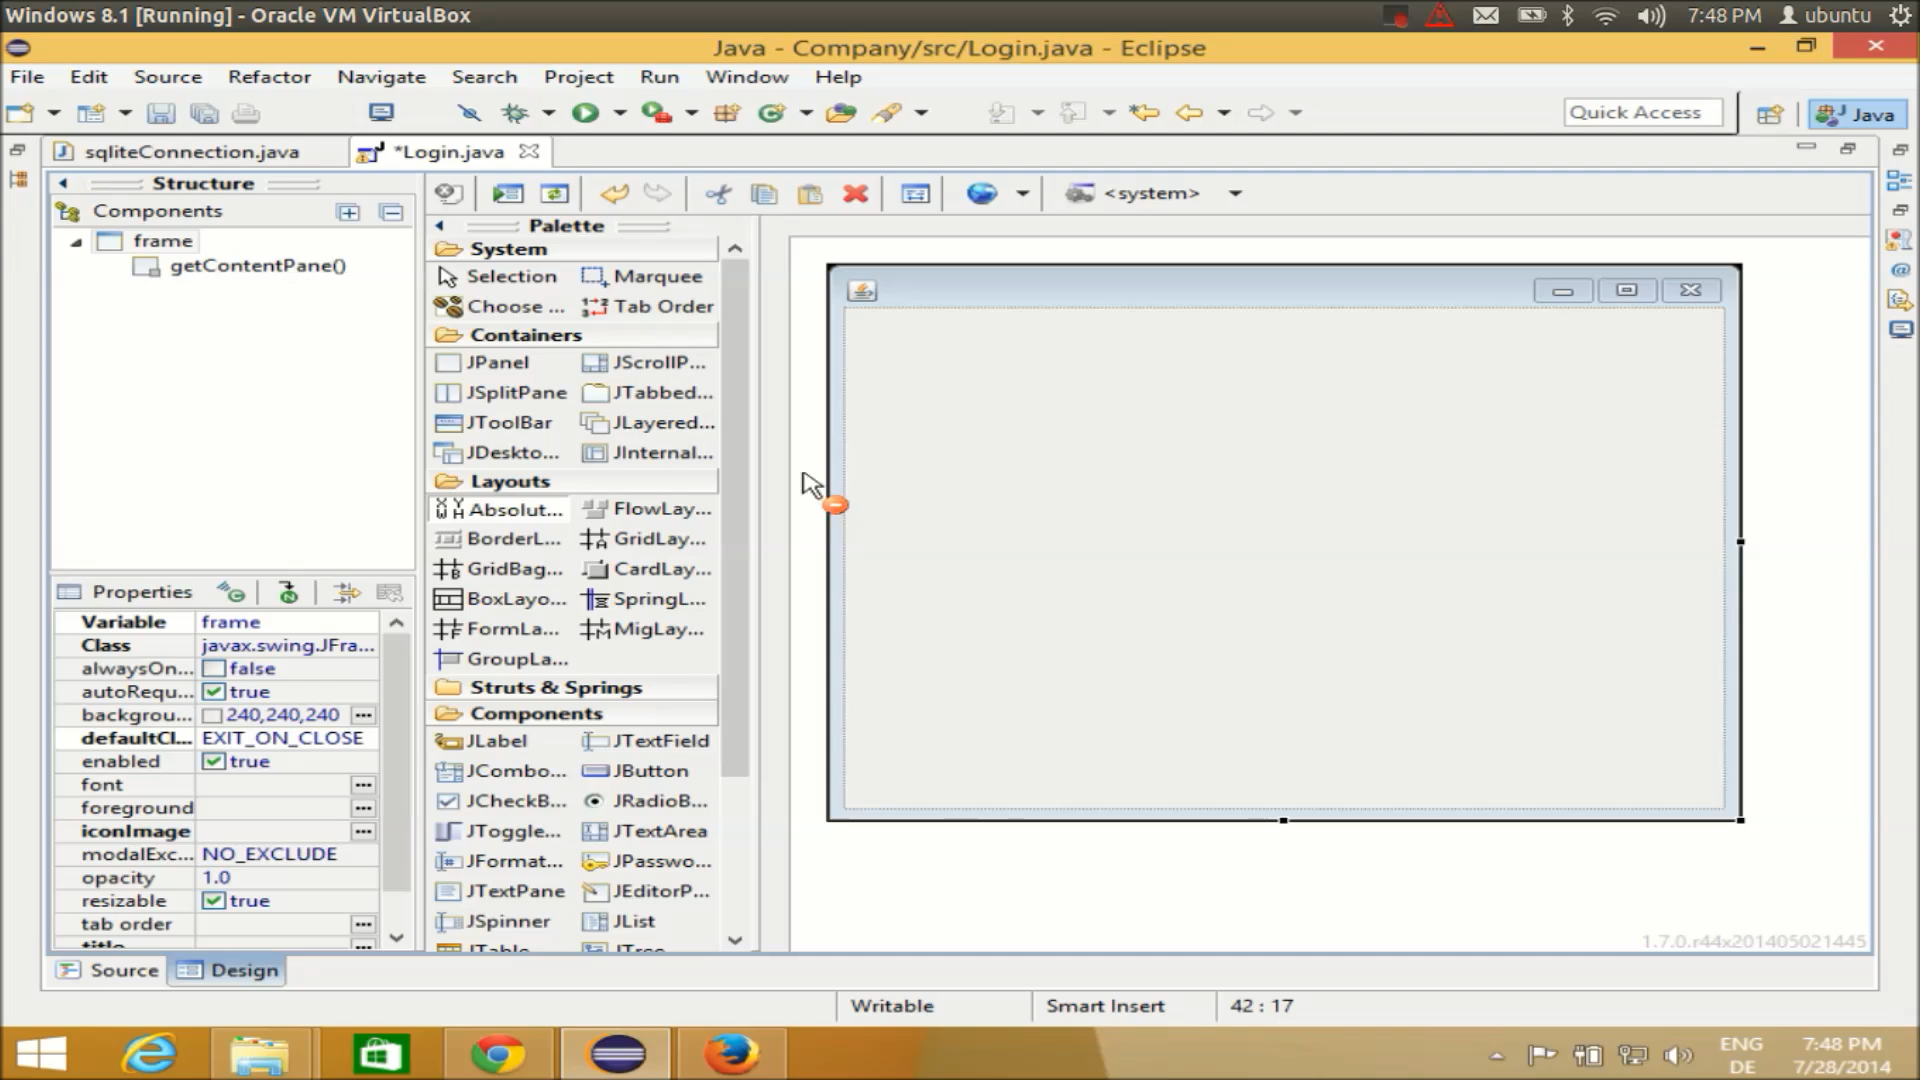 Windows 8.1 [Running] - Oracle VM VirtualBox
7:48 PM ubuntu
Java - Company/src/Login.java - Eclipse
File Edit Source Refactor Navigate Search Project Run Window Help
Quick Access
Java
sqliteConnection.java
*Login.java
Structure
Components
frame
getContentPane()
<system>
Palette
System
Selection Marquee
Choose ... Tab Order
Containers
JPanel JScrollP...
JSplitPane JTabbed...
JToolBar JLayered...
JDeskto... JInternal...
Layouts
Absolut... FlowLay...
BorderL... GridLay...
GridBag... CardLay...
BoxLayo... SpringL...
FormLa... MigLay...
GroupLa...
Struts & Springs
Components
JLabel JTextField
JCombo... JButton
JCheckB... JRadioB...
JToggle... JTextArea
JFormat... JPasswo...
JTextPane JEditorP...
JSpinner JList
JTable JTree
Properties
Variable frame
Class javax.swing.JFra...
alwaysOn... false
autoRequ... true
backgrou... 240,240,240 ...
defaultCl... EXIT_ON_CLOSE
enabled true
font ...
foreground ...
iconImage ...
modalExc... NO_EXCLUDE
opacity 1.0
resizable true
tab order ...
title ...
1.7.0.r44x201405021445
Source Design
Writable Smart Insert 42 : 17
ENG 7:48 PM
DE 7/28/2014